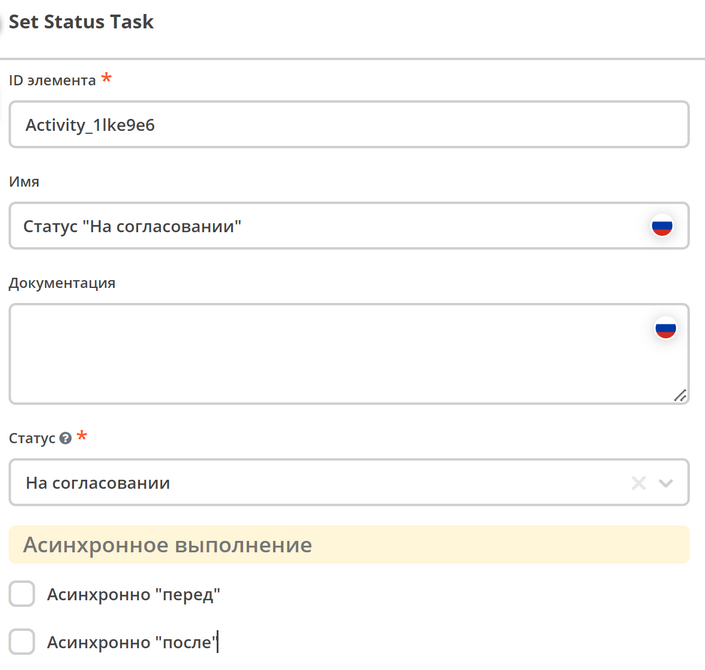 Set Status Task
ID элемента *
Activity_1lke9e6
Имя
Статус "На согласовании"
Документация
Статус ? *
На согласовании
Асинхронное выполнение
Асинхронно "перед"
Асинхронно "после"